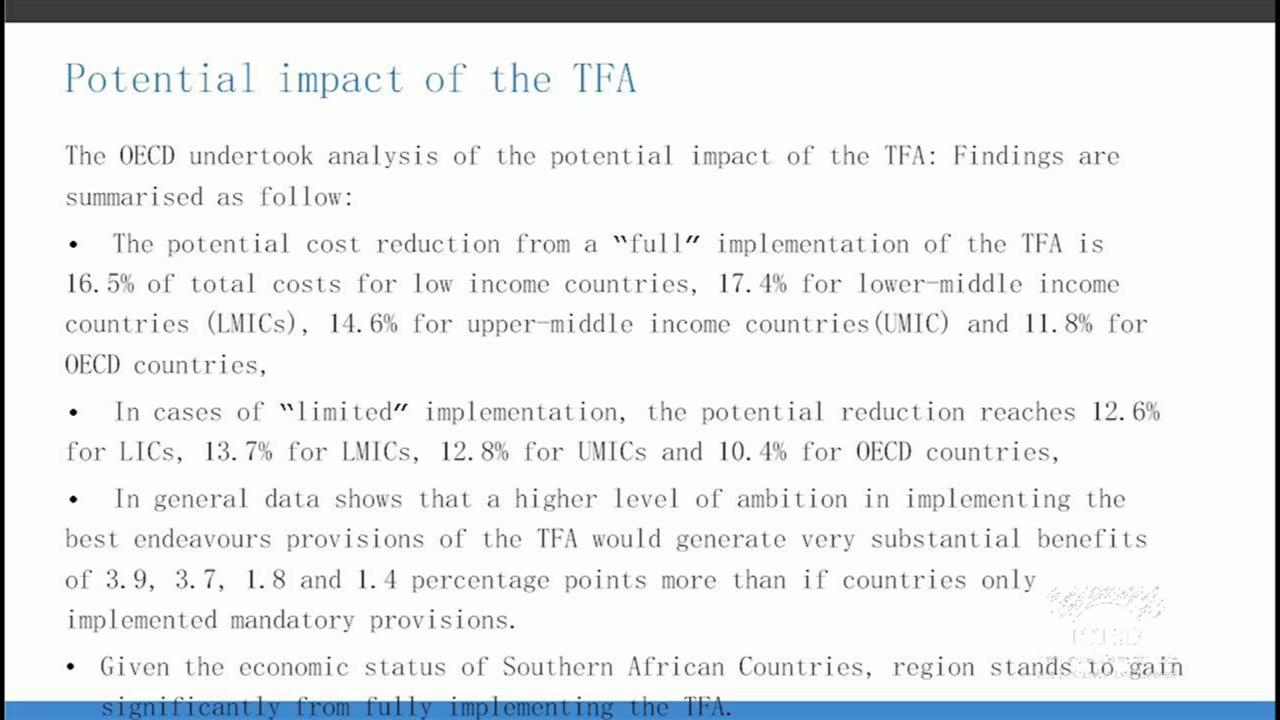 Potential impact of the TFA
The OECD undertook analysis of the potential impact of the TFA: Findings are
summarised as follow:
• The potential cost reduction from a “full” implementation of the TFA is
16.5% of total costs for low income countries, 17.4% for lower-middle income
countries (LMICs), 14.6% for upper-middle income countries(UMIC) and 11.8% for
OECD countries,
• In cases of “limited” implementation, the potential reduction reaches 12.6%
for LICs, 13.7% for LMICs, 12.8% for UMICs and 10.4% for OECD countries,
• In general data shows that a higher level of ambition in implementing the
best endeavours provisions of the TFA would generate very substantial benefits
of 3.9, 3.7, 1.8 and 1.4 percentage points more than if countries only
implemented mandatory provisions.
• Given the economic status of Southern African Countries, region stands to gain
significantly from fully implementing the TFA.